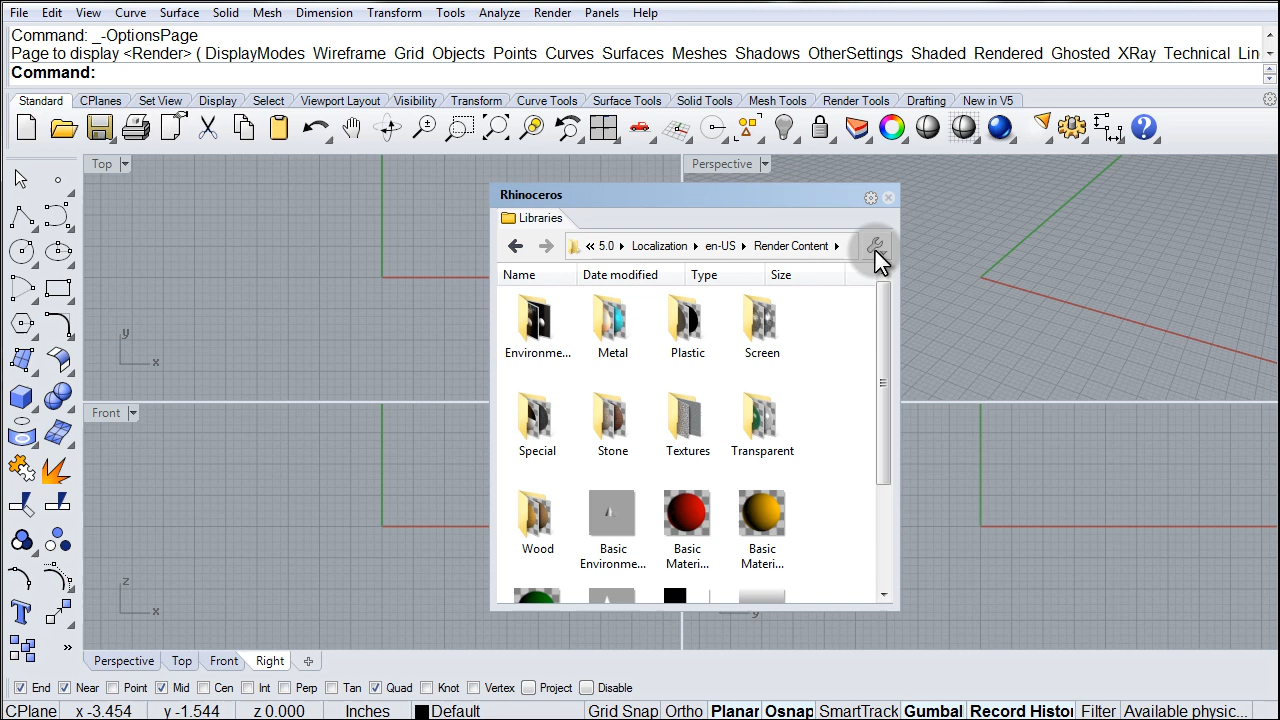 File Edit View Curve Surface Solid Mesh Dimension Transform Tools Analyze Render Panels Help
Command: _-OptionsPage
Page to display <Render> ( DisplayModes Wireframe Grid Objects Points Curves Surfaces Meshes Shadows OtherSettings Shaded Rendered Ghosted XRay Technical Lin
Command:
Standard CPlanes Set View Display Select Viewport Layout Visibility Transform Curve Tools Surface Tools Solid Tools Mesh Tools Render Tools Drafting New in V5
Top Perspective
Rhinoceros
Libraries
« 5.0 Localization en-US Render Content
Name Date modified Type Size
y
x
Environme... Metal Plastic Screen
Front
Special Stone Textures Transparent
Wood Basic Environme... Basic Materi... Basic Materi...
z
x
y
Perspective Top Front Right
End Near Point Mid Cen Int Perp Tan Quad Knot Vertex Project Disable
CPlane x -3.454 y -1.544 z 0.000 Inches Default Grid Snap Ortho Planar Osnap SmartTrack Gumbal Record Histo Filter Available physic...